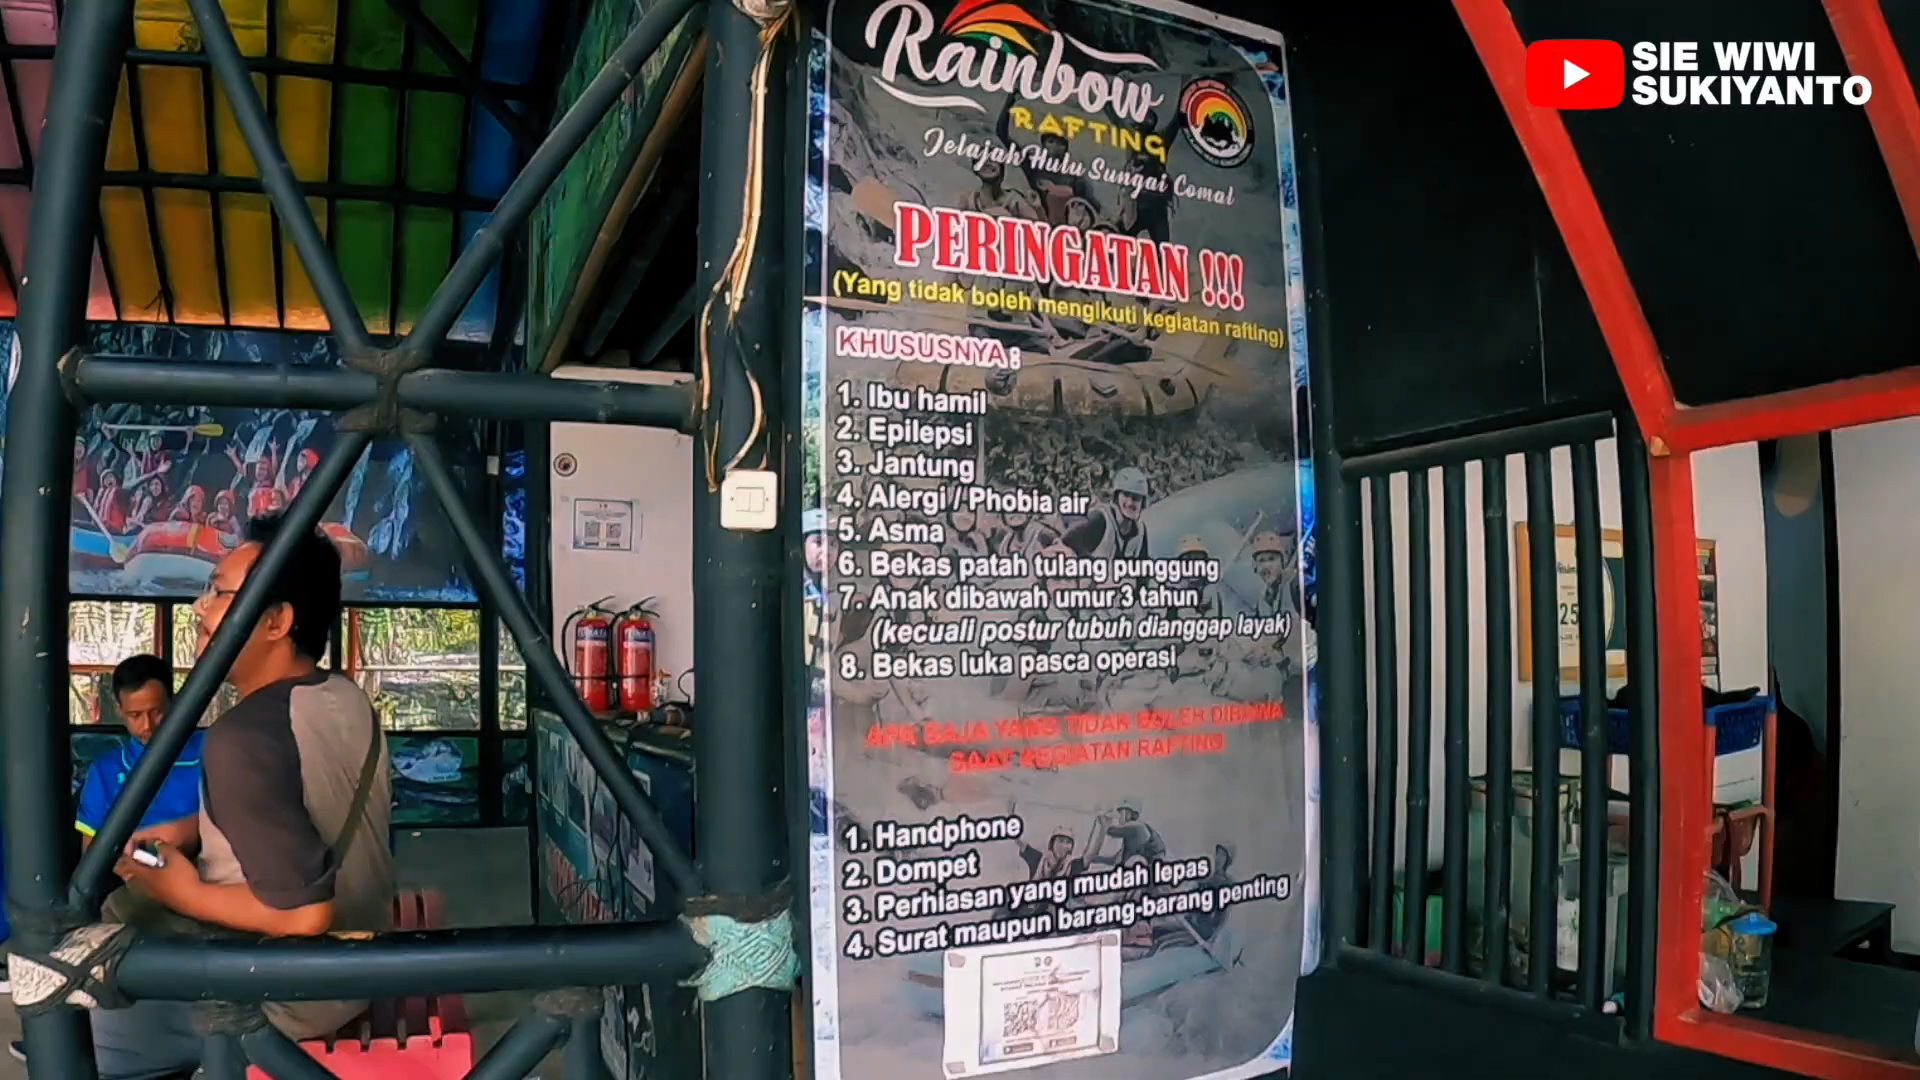 SIE WIWI
SUKIYANTO
Rainbow
RAFTING
Jelajah Hulu Sungai Comal
PERINGATAN !!!
(Yang tidak boleh mengikuti kegiatan rafting)
KHUSUSNYA :
1. Ibu hamil
2. Epilepsi
3. Jantung
4. Alergi / Phobia air
5. Asma
6. Bekas patah tulang punggung
7. Anak dibawah umur 3 tahun
(kecuali postur tubuh dianggap layak)
8. Bekas luka pasca operasi
APA SAJA YANG TIDAK BOLEH DIBAWA
SAAT KEGIATAN RAFTING
1. Handphone
2. Dompet
3. Perhiasan yang mudah lepas
4. Surat maupun barang-barang penting
25